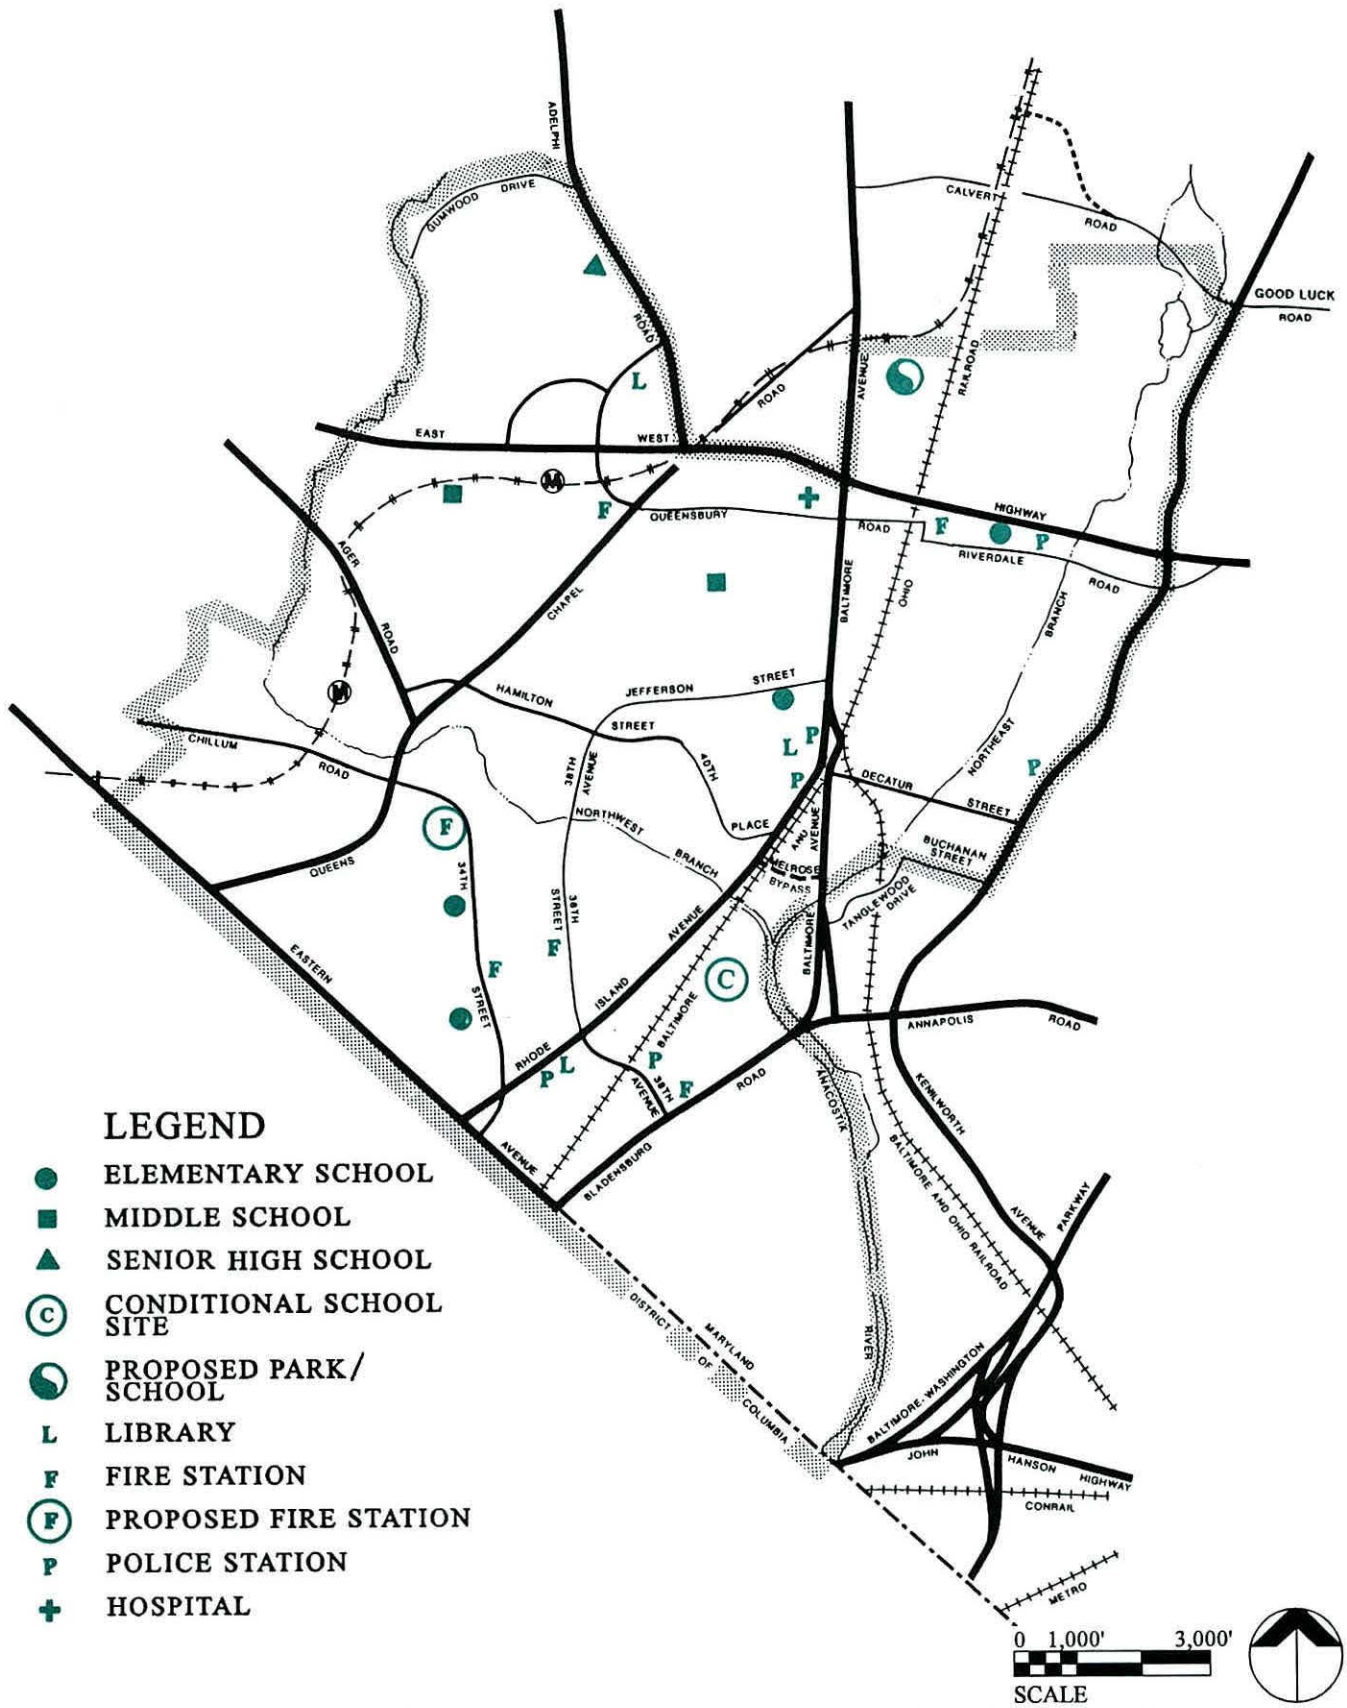 ADELPHI
GUMWOOD DRIVE
CALVERT
ROAD
GOOD LUCK
ROAD
ROAD
L
AVENUE
RAILROAD
ROAD
EAST
WEST
M
F
QUEENSBURY
ROAD
HIGHWAY
F
P
RIVERDALE
ROAD
AGER
ROAD
CHAPEL
BALTIMORE
OHIO
BRANCH
M
HAMILTON
STREET
JEFFERSON
STREET
CHILLUM
ROAD
38TH
AVENUE
40TH
PLACE
P
L
P
DECATUR
STREET
NORTHEAST
P
NORTHWEST
BRANCH
AND
AVENUE
MELROSE
BYPASS
BUCHANAN
STREET
TANGLEWOOD
DRIVE
F
34TH
STREET
QUEENS
38TH
STREET
F
F
AVENUE
ISLAND
RHODE
BALTIMORE
C
BALTIMORE
EASTERN
AVENUE
P
L
P
F
38TH
AVENUE
BLADENSBURG
ROAD
ANNAPOLIS
ROAD
ANACOSTIA
RIVER
KENILWORTH
AVENUE
BALTIMORE AND OHIO RAILROAD
PARKWAY
BALTIMORE-WASHINGTON
JOHN
HANSON
HIGHWAY
CONRAIL
METRO
MARYLAND
DISTRICT
OF
COLUMBIA
LEGEND
ELEMENTARY SCHOOL
MIDDLE SCHOOL
SENIOR HIGH SCHOOL
C CONDITIONAL SCHOOL
SITE
PROPOSED PARK/
SCHOOL
L LIBRARY
F FIRE STATION
F PROPOSED FIRE STATION
P POLICE STATION
HOSPITAL
0 1,000' 3,000'
SCALE